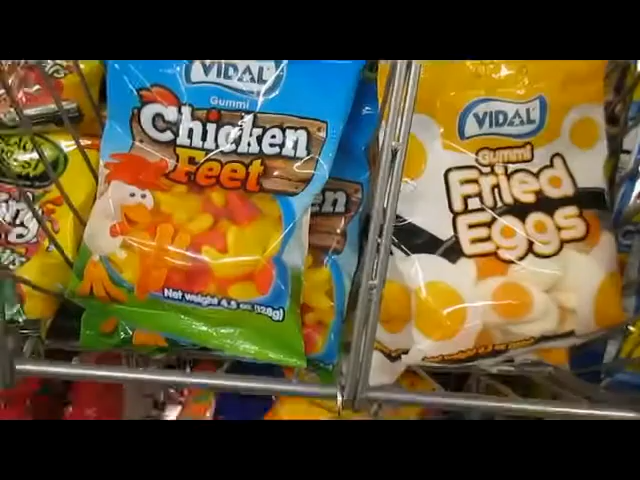 VIDAL
Gummi
Chicken
Feet
Net weight 4.5 oz (128g)
en
VIDAL
Gummi
Fried
Eggs